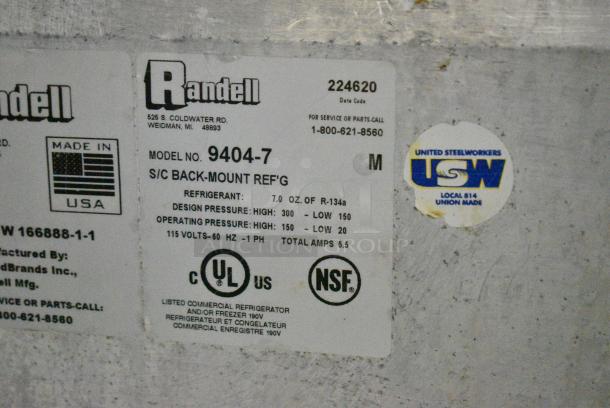 ndell
RD.
MADE IN
USA
W 166888-1-1
factured By:
dBrands Inc.,
ell Mfg.
VICE OR PARTS-CALL:
800-621-8560
Randell
525 S. COLDWATER RD.
WEIDMAN, MI. 48893
224620
Date Code
FOR SERVICE OR PARTS-CALL
1-800-621-8560
MODEL NO. 9404-7 M
S/C BACK-MOUNT REF'G
REFRIGERANT: 7.0 OZ. OF R-134a
DESIGN PRESSURE: HIGH: 300 - LOW 150
OPERATING PRESSURE: HIGH: 150 - LOW 20
115 VOLTS-60 HZ -1 PH TOTAL AMPS 5.5
C UL US
NSF
LISTED COMMERCIAL REFRIGERATOR
AND/OR FREEZER 190V
REFRIGERATEUR ET CONGELATEUR
COMMERCIAL ENREGISTRE 190V
UNITED STEELWORKERS
USW
LOCAL 814
UNION MADE
AUCTION GROUP